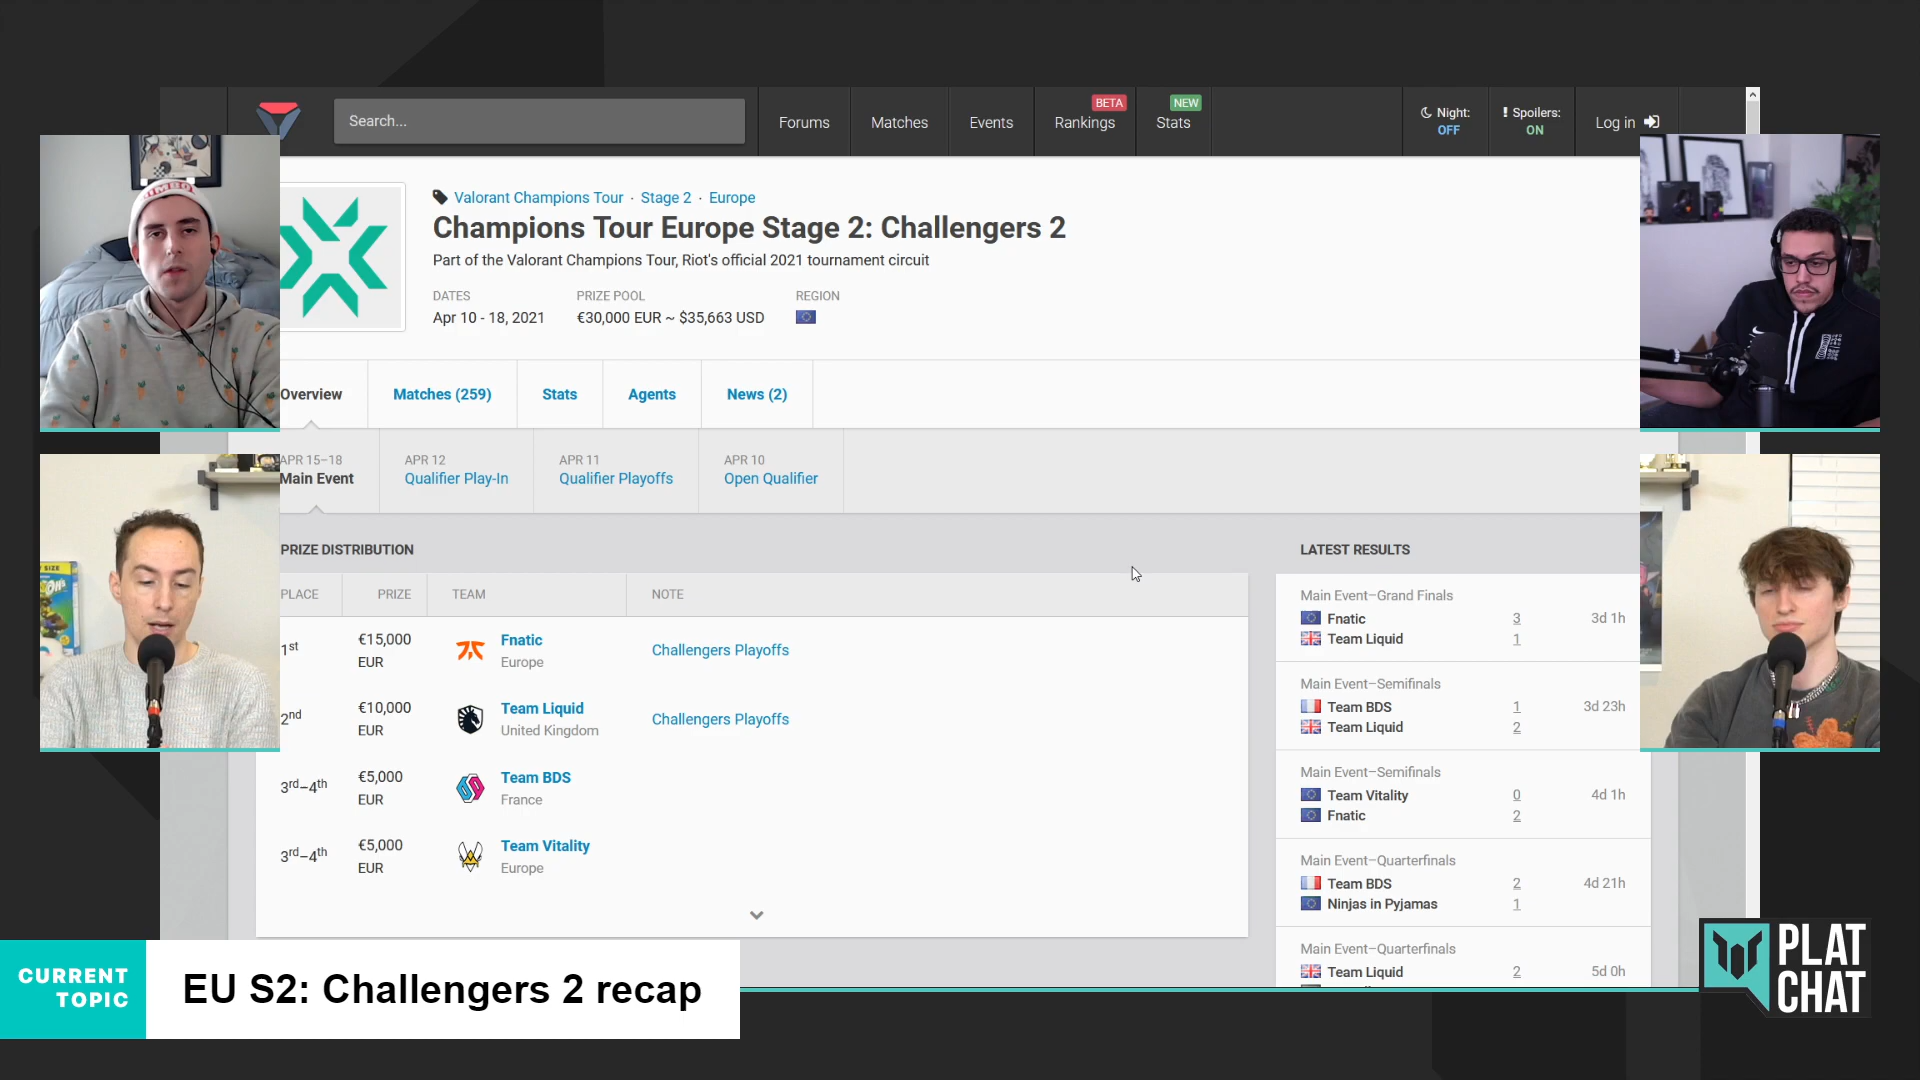 Search...
Forums
Matches
Events
BETA
Rankings
NEW
Stats
Night:
OFF
Spoilers:
ON
Log in
Valorant Champions Tour · Stage 2 · Europe
Champions Tour Europe Stage 2: Challengers 2
Part of the Valorant Champions Tour, Riot's official 2021 tournament circuit
DATES
PRIZE POOL
REGION
Apr 10 - 18, 2021
€30,000 EUR ~ $35,663 USD
Overview
Matches (259)
Stats
Agents
News (2)
APR 15–18
Main Event
APR 12
Qualifier Play-In
APR 11
Qualifier Playoffs
APR 10
Open Qualifier
PRIZE DISTRIBUTION
PLACE PRIZE TEAM NOTE
1st
€15,000
EUR
Fnatic
Europe
Challengers Playoffs
2nd
€10,000
EUR
Team Liquid
United Kingdom
Challengers Playoffs
3rd–4th
€5,000
EUR
Team BDS
France
3rd–4th
€5,000
EUR
Team Vitality
Europe
LATEST RESULTS
Main Event–Grand Finals
Fnatic 3 3d 1h
Team Liquid 1
Main Event–Semifinals
Team BDS 1 3d 23h
Team Liquid 2
Main Event–Semifinals
Team Vitality 0 4d 1h
Fnatic 2
Main Event–Quarterfinals
Team BDS 2 4d 21h
Ninjas in Pyjamas 1
Main Event–Quarterfinals
Team Liquid 2 5d 0h
CURRENT
TOPIC
EU S2: Challengers 2 recap
PLAT
CHAT